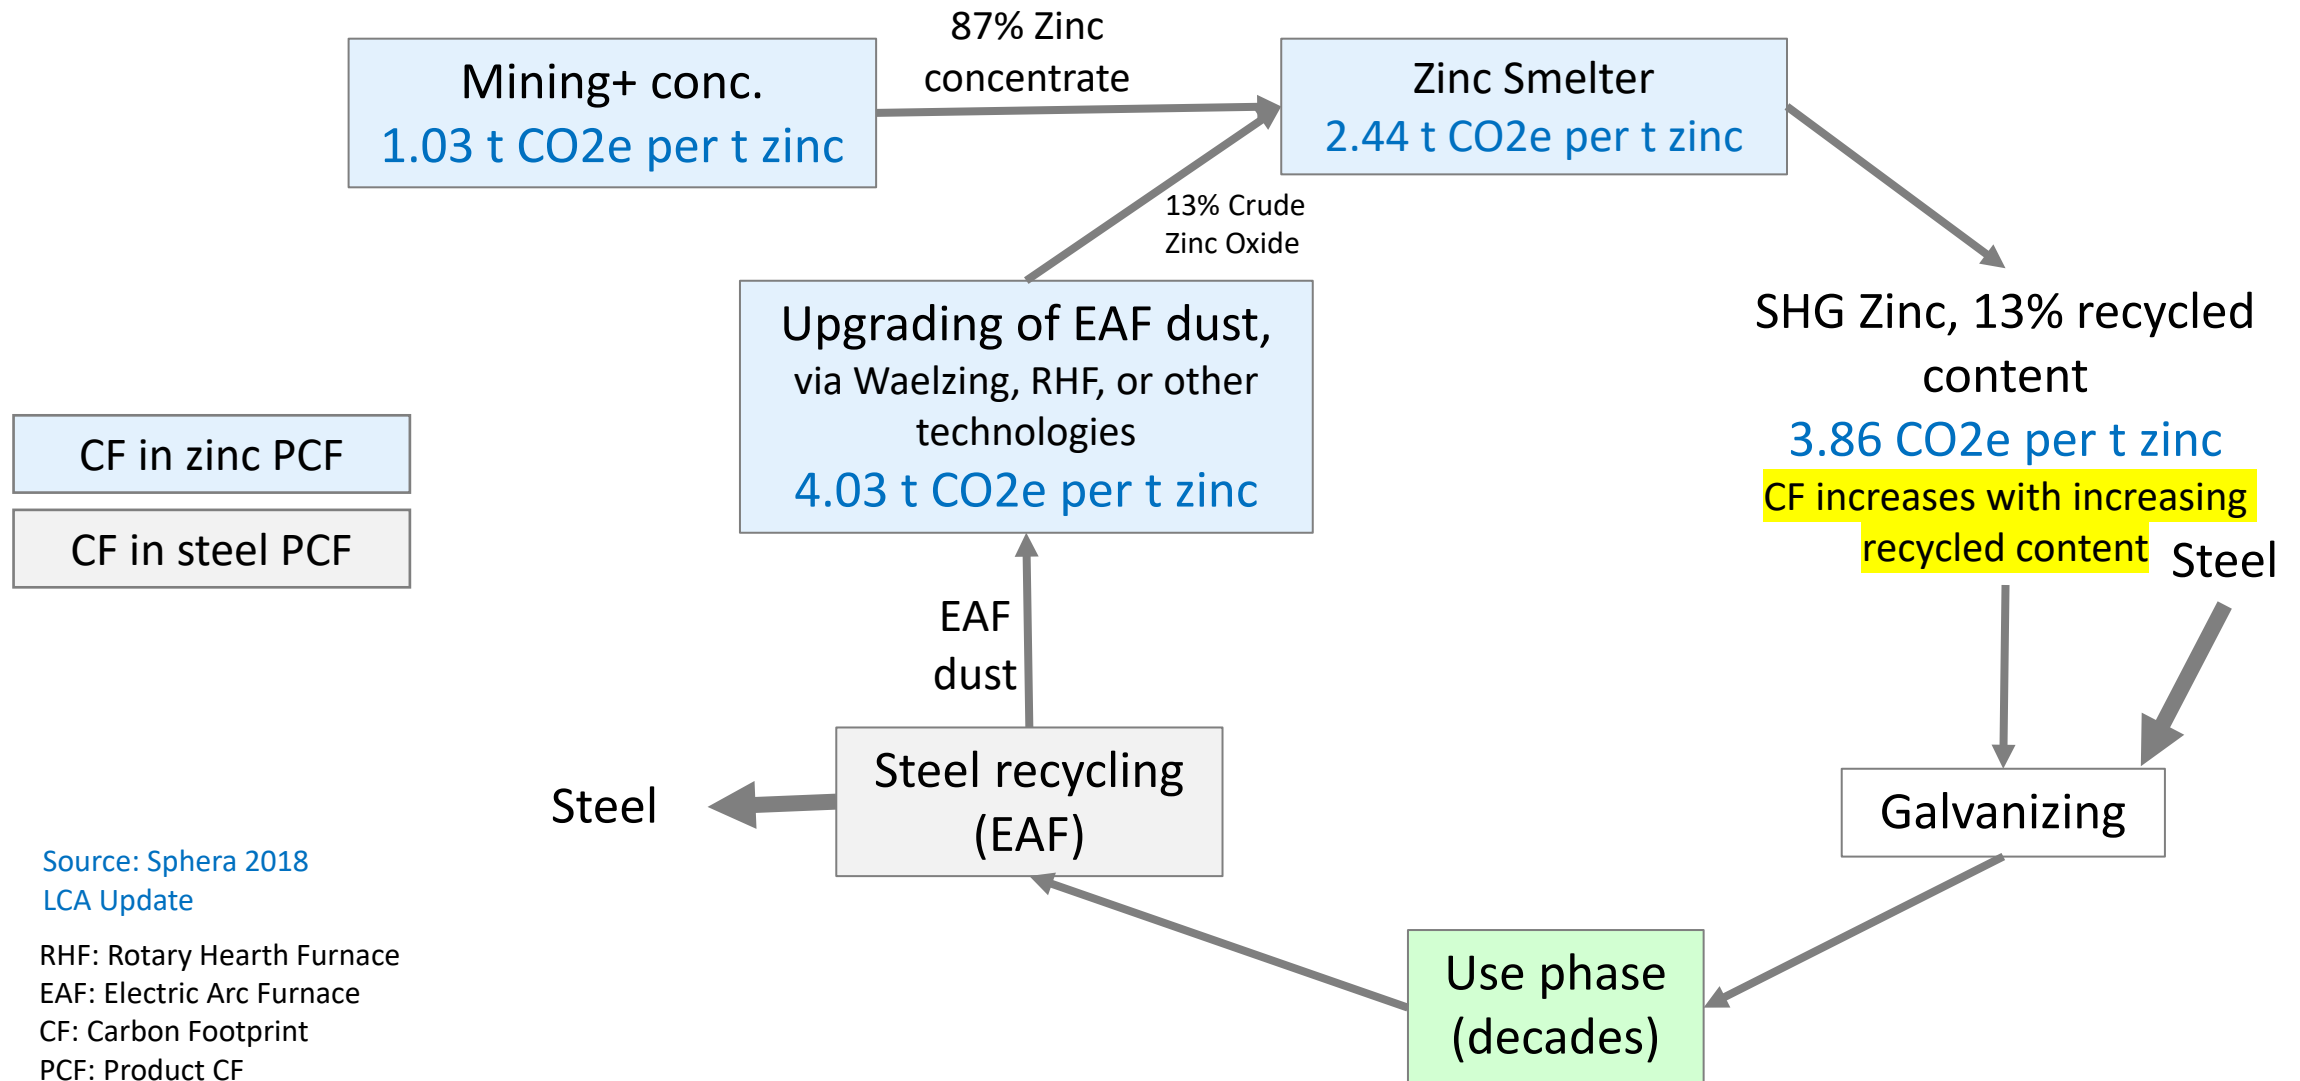 87% Zinc
concentrate
Mining+ conc.
1.03 t CO2e per t zinc
Zinc Smelter
2.44 t CO2e per t zinc
13% Crude
Zinc Oxide
Upgrading of EAF dust,
via Waelzing, RHF, or other
technologies
4.03 t CO2e per t zinc
SHG Zinc, 13% recycled
content
3.86 CO2e per t zinc
CF increases with increasing
recycled content
Steel
CF in zinc PCF
CF in steel PCF
EAF
dust
Steel recycling
(EAF)
Steel
Galvanizing
Use phase
(decades)
Source: Sphera 2018
LCA Update
RHF: Rotary Hearth Furnace
EAF: Electric Arc Furnace
CF: Carbon Footprint
PCF: Product CF